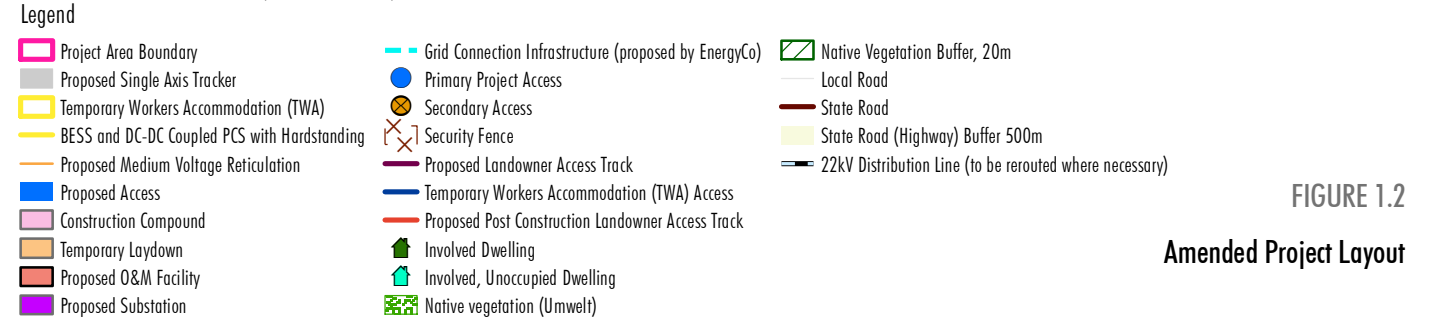 Legend
Project Area Boundary
Proposed Single Axis Tracker
Temporary Workers Accommodation (TWA)
BESS and DC-DC Coupled PCS with Hardstanding
Proposed Medium Voltage Reticulation
Proposed Access
Construction Compound
Temporary Laydown
Proposed O&M Facility
Proposed Substation
Grid Connection Infrastructure (proposed by EnergyCo)
Primary Project Access
Secondary Access
Security Fence
Proposed Landowner Access Track
Temporary Workers Accommodation (TWA) Access
Proposed Post Construction Landowner Access Track
Involved Dwelling
Involved, Unoccupied Dwelling
Native vegetation (Umwelt)
Native Vegetation Buffer, 20m
Local Road
State Road
State Road (Highway) Buffer 500m
22kV Distribution Line (to be rerouted where necessary)
FIGURE 1.2
Amended Project Layout